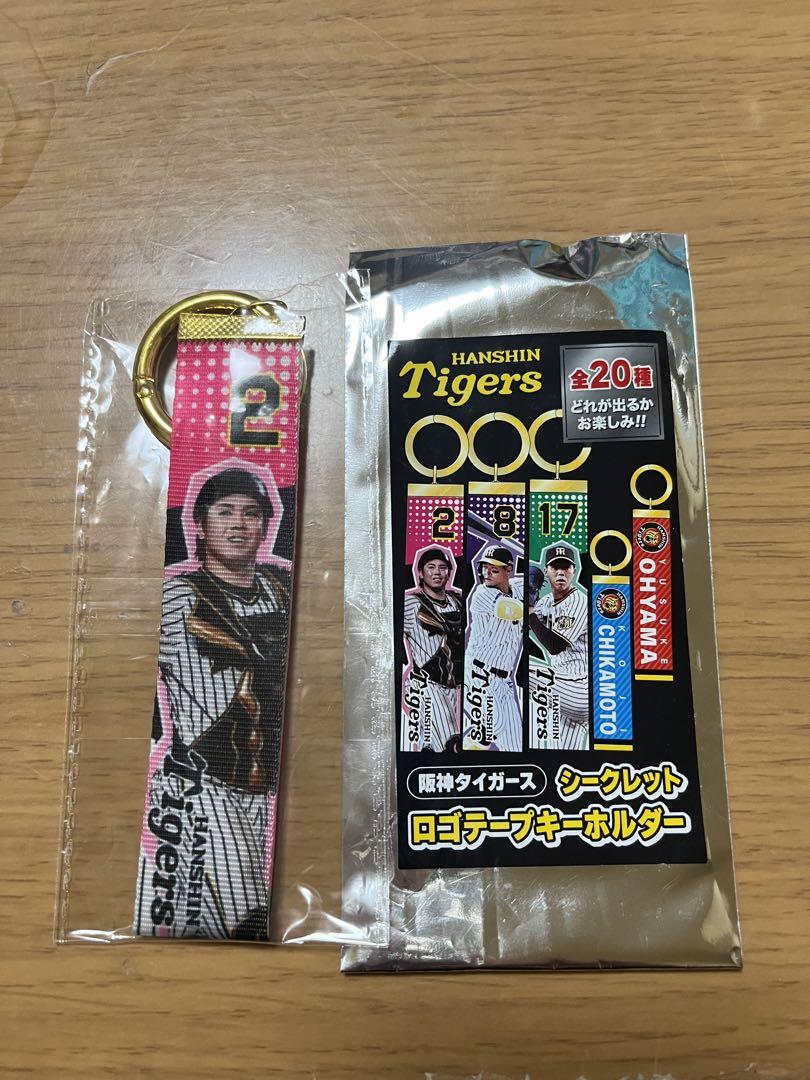 2
HANSHIN
Tigers
HANSHIN
Tigers
全20種
どれが出るか
お楽しみ!!
2
8
17
HANSHIN
Tigers
HANSHIN
Tigers
HANSHIN
Tigers
KOJI
CHIKAMOTO
YUSUKE
OHYAMA
阪神タイガース
シークレット
ロゴテープキーホルダー